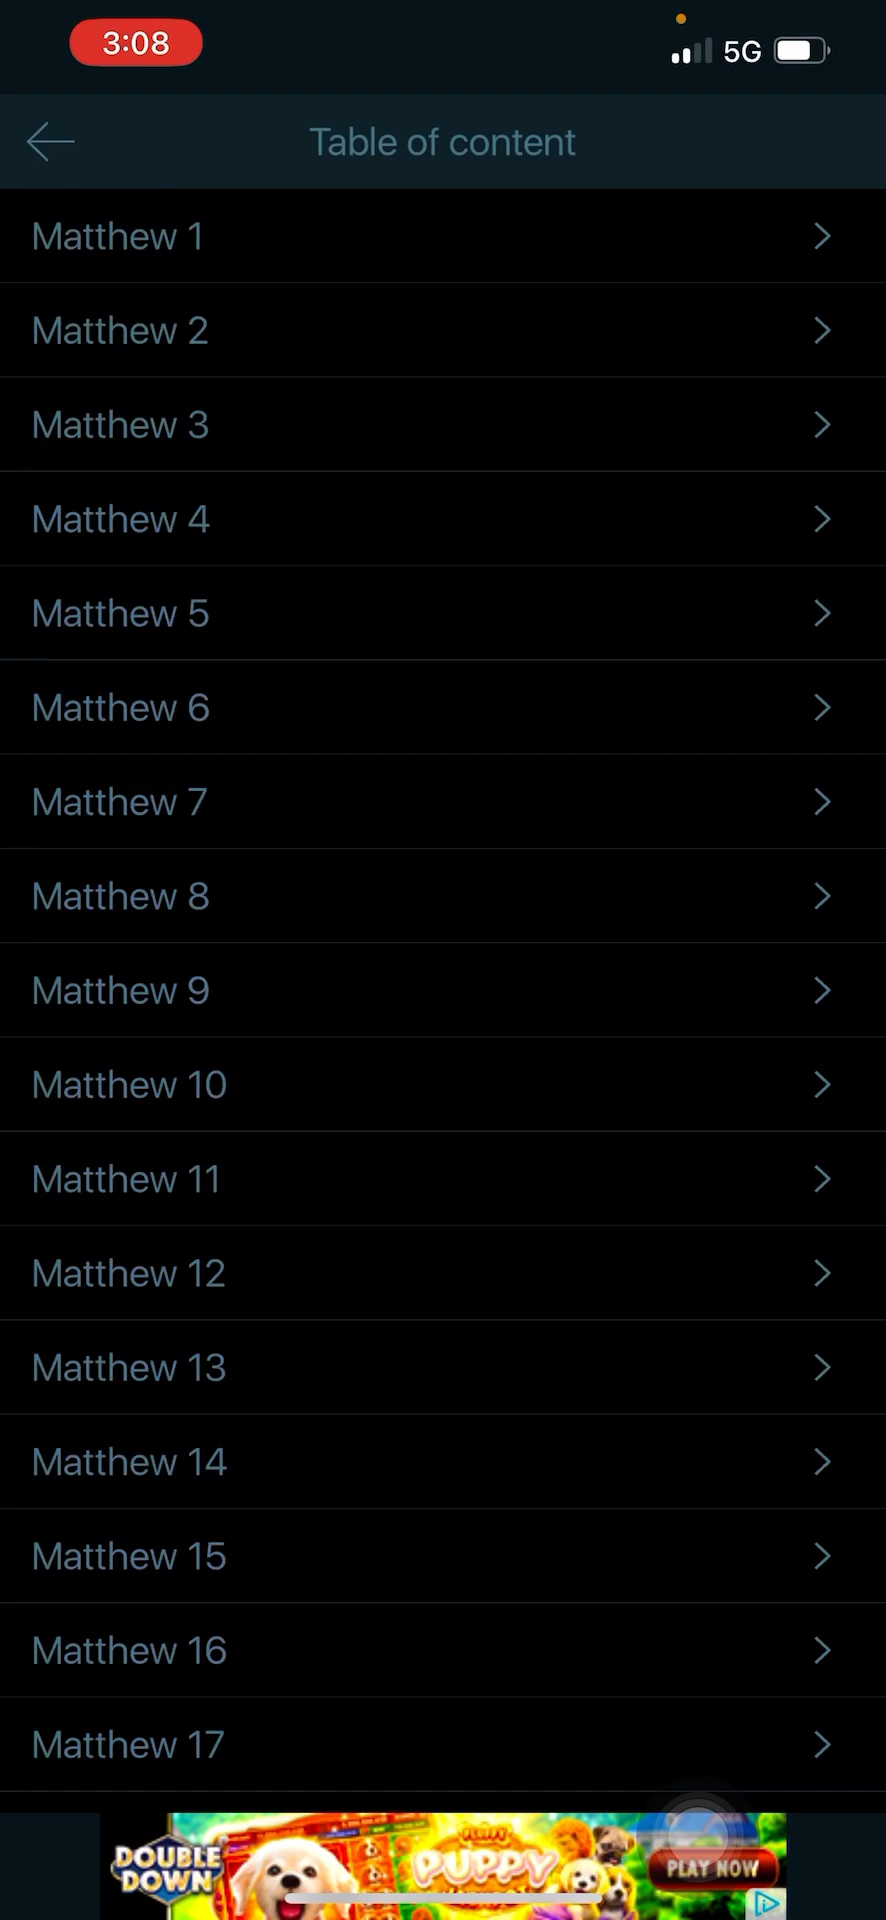 3:08
5G
Table of content
Matthew 1
Matthew 2
Matthew 3
Matthew 4
Matthew 5
Matthew 6
Matthew 7
Matthew 8
Matthew 9
Matthew 10
Matthew 11
Matthew 12
Matthew 13
Matthew 14
Matthew 15
Matthew 16
Matthew 17
DOUBLE
DOWN
PUPPY
PLAY NOW